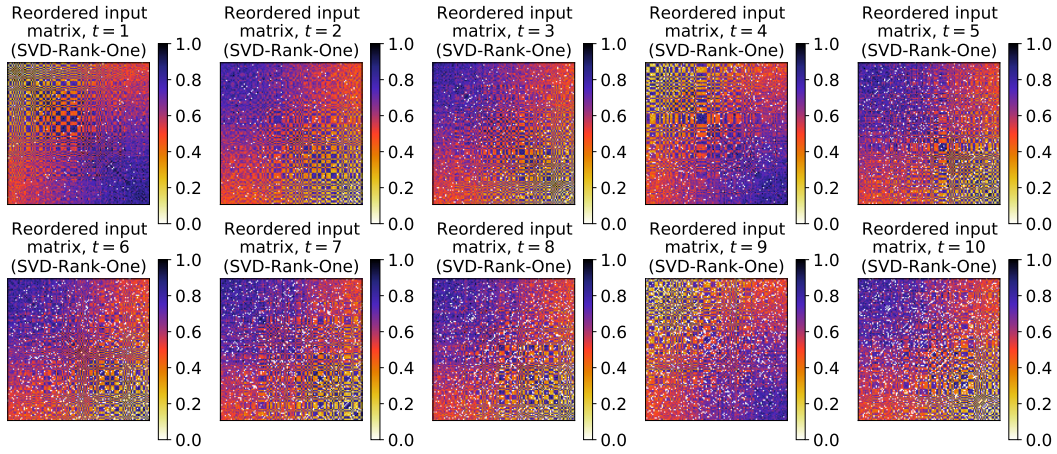 Reordered input
matrix, t = 1
(SVD-Rank-One)
1.0
0.8
0.6
0.4
0.2
0.0
Reordered input
matrix, t = 2
(SVD-Rank-One)
1.0
0.8
0.6
0.4
0.2
0.0
Reordered input
matrix, t = 3
(SVD-Rank-One)
1.0
0.8
0.6
0.4
0.2
0.0
Reordered input
matrix, t = 4
(SVD-Rank-One)
1.0
0.8
0.6
0.4
0.2
0.0
Reordered input
matrix, t = 5
(SVD-Rank-One)
1.0
0.8
0.6
0.4
0.2
0.0
Reordered input
matrix, t = 6
(SVD-Rank-One)
1.0
0.8
0.6
0.4
0.2
0.0
Reordered input
matrix, t = 7
(SVD-Rank-One)
1.0
0.8
0.6
0.4
0.2
0.0
Reordered input
matrix, t = 8
(SVD-Rank-One)
1.0
0.8
0.6
0.4
0.2
0.0
Reordered input
matrix, t = 9
(SVD-Rank-One)
1.0
0.8
0.6
0.4
0.2
0.0
Reordered input
matrix, t = 10
(SVD-Rank-One)
1.0
0.8
0.6
0.4
0.2
0.0